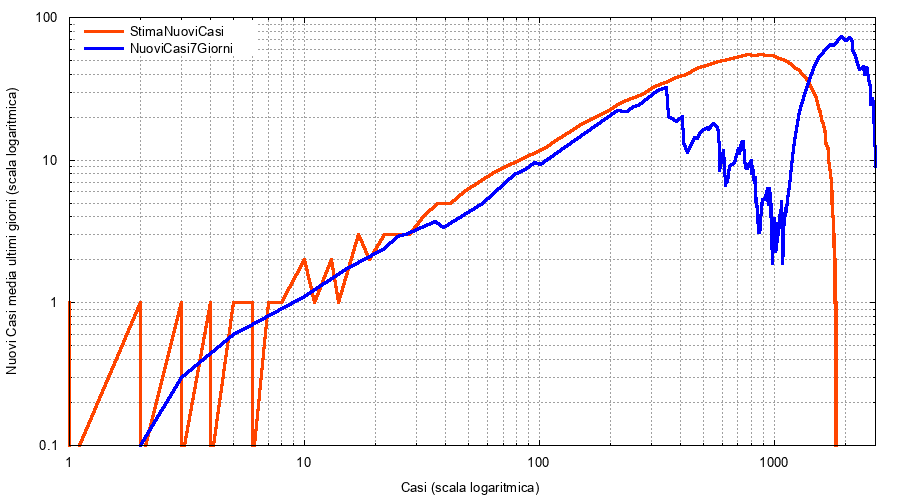 100
StimaNuoviCasi
NuoviCasi7Giorni
10
1
0.1
Nuovi Casi media ultimi giorni (scala logaritmica)
1 10 100 1000
Casi (scala logaritmica)